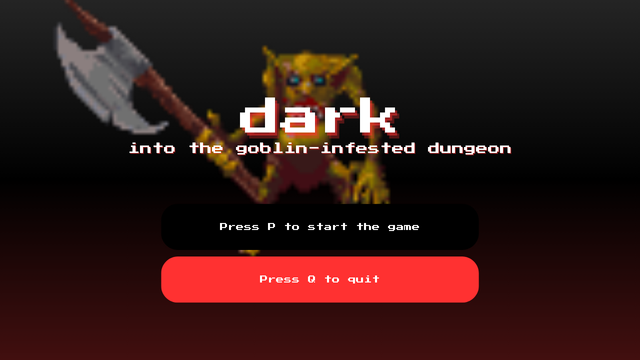 dark
into the goblin-infested dungeon
Press P to start the game
Press Q to quit